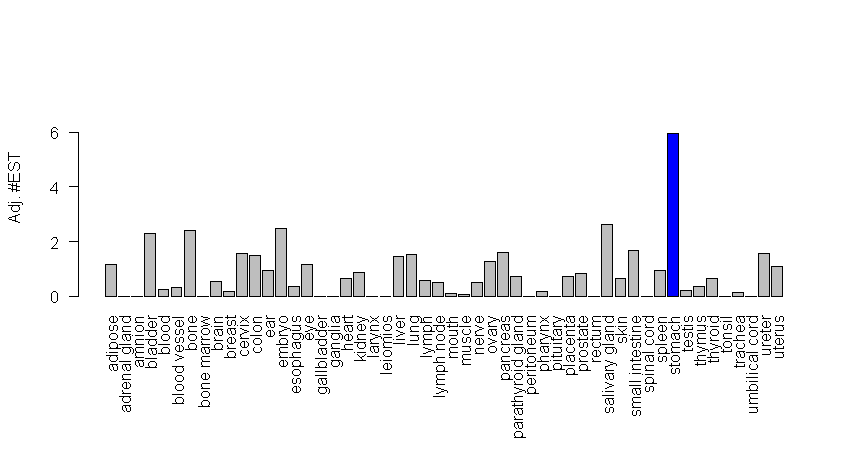 Adj. #EST
6
4
2
0
adipose
adrenal gland
amnion
bladder
blood
blood vessel
bone
bone marrow
brain
breast
cervix
colon
ear
embryo
esophagus
eye
gallbladder
ganglia
heart
kidney
larynx
leiomios
liver
lung
lymph
lymph node
mouth
muscle
nerve
ovary
pancreas
parathyroid gland
peritoneum
pharynx
pituitary
placenta
prostate
rectum
salivary gland
skin
small intestine
spinal cord
spleen
stomach
testis
thymus
thyroid
tonsil
trachea
umbilical cord
ureter
uterus